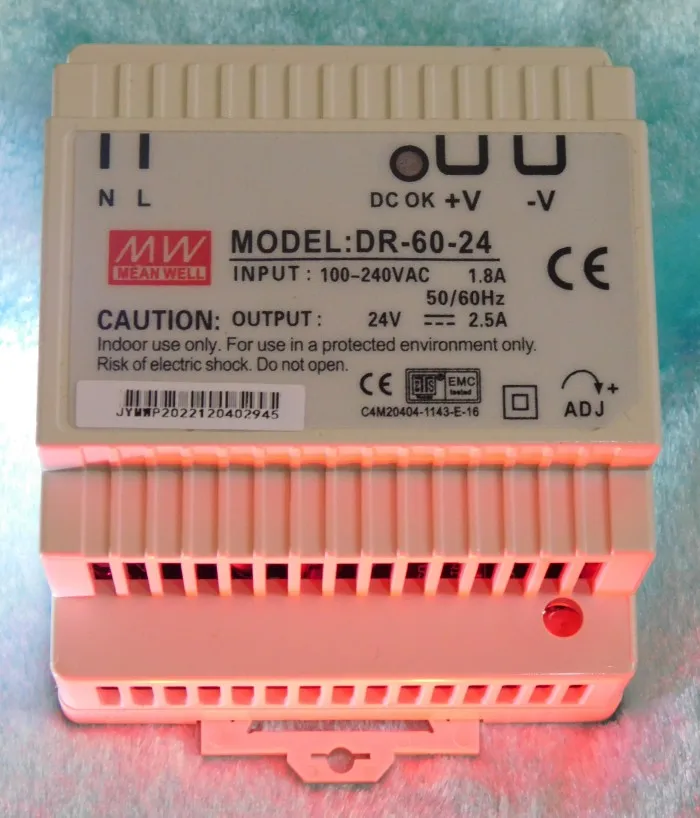 N L DC OK +V -V
MW
MEAN WELL
MODEL:DR-60-24
INPUT : 100-240VAC 1.8A
50/60Hz
CAUTION: OUTPUT : 24V 2.5A
Indoor use only. For use in a protected environment only.
Risk of electric shock. Do not open.
JYMWP2022120402945
CE
CE
EMC
tested
C4M20404-1143-E-16
ADJ +